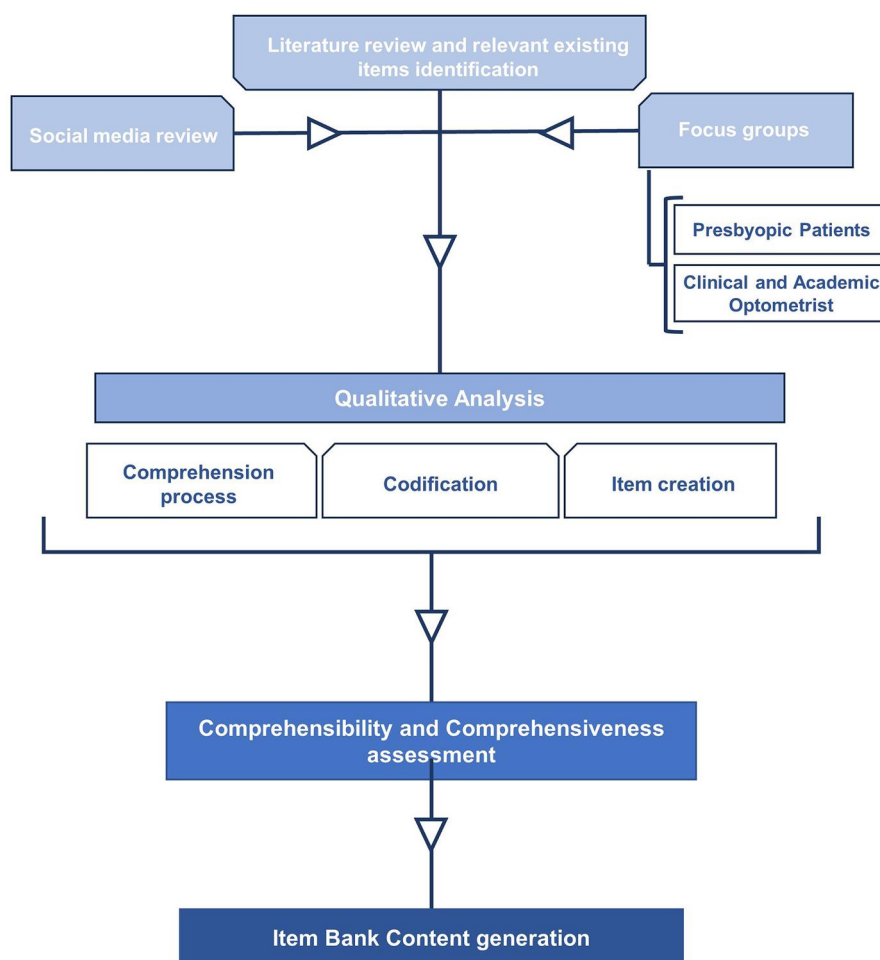 Literature review and relevant existing
items identification
Social media review
Focus groups
Presbyopic Patients
Clinical and Academic
Optometrist
Qualitative Analysis
Comprehension
process
Codification
Item creation
Comprehensibility and Comprehensiveness
assessment
Item Bank Content generation